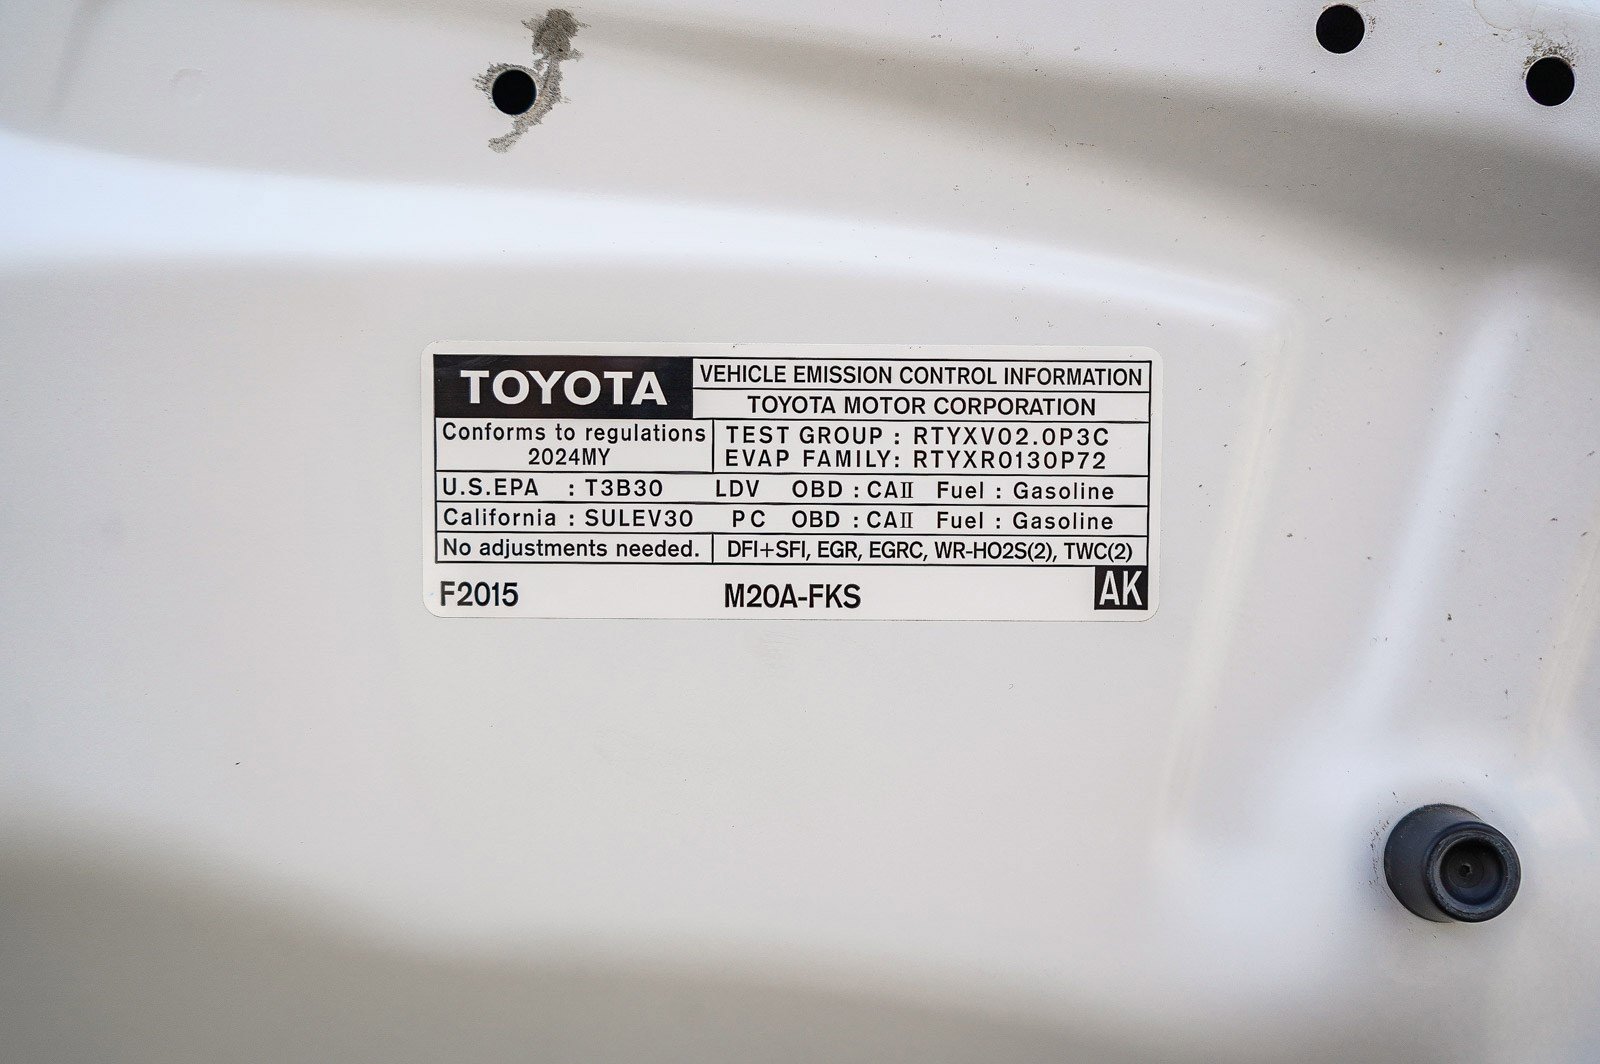 TOYOTA
VEHICLE EMISSION CONTROL INFORMATION
TOYOTA MOTOR CORPORATION
Conforms to regulations
2024MY
TEST GROUP : RTYXV02.0P3C
EVAP FAMILY: RTYXR0130P72
U.S.EPA : T3B30 LDV OBD : CAⅡ Fuel : Gasoline
California : SULEV30 PC OBD : CAⅡ Fuel : Gasoline
No adjustments needed. DFI+SFI, EGR, EGRC, WR-HO2S(2), TWC(2)
F2015 M20A-FKS AK